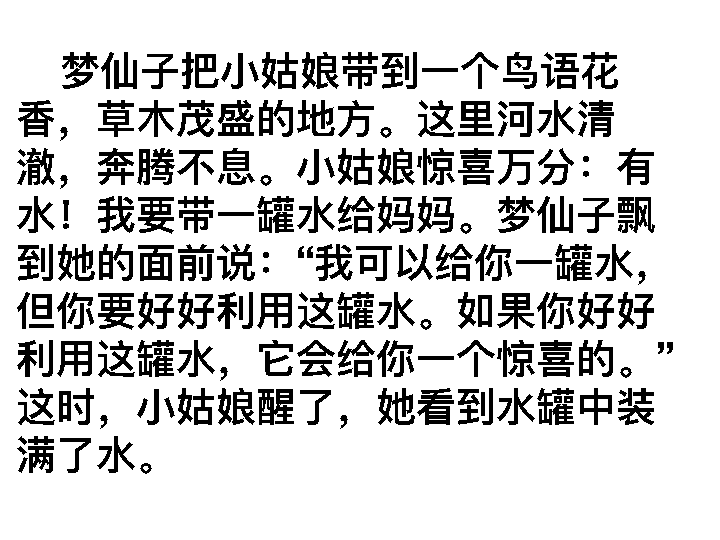 梦仙子把小姑娘带到一个鸟语花
香，草木茂盛的地方。这里河水清
澈，奔腾不息。小姑娘惊喜万分：有
水！我要带一罐水给妈妈。梦仙子飘
到她的面前说：“我可以给你一罐水，
但你要好好利用这罐水。如果你好好
利用这罐水，它会给你一个惊喜的。”
这时，小姑娘醒了，她看到水罐中装
满了水。